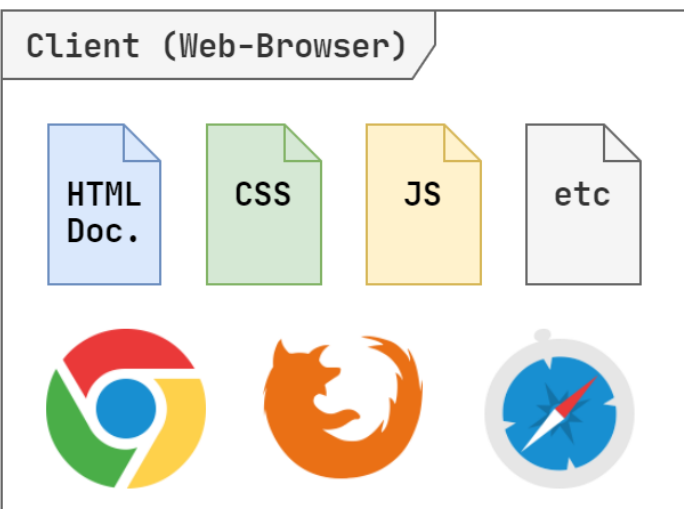 Client (Web-Browser)
HTML
Doc.
CSS
JS
etc